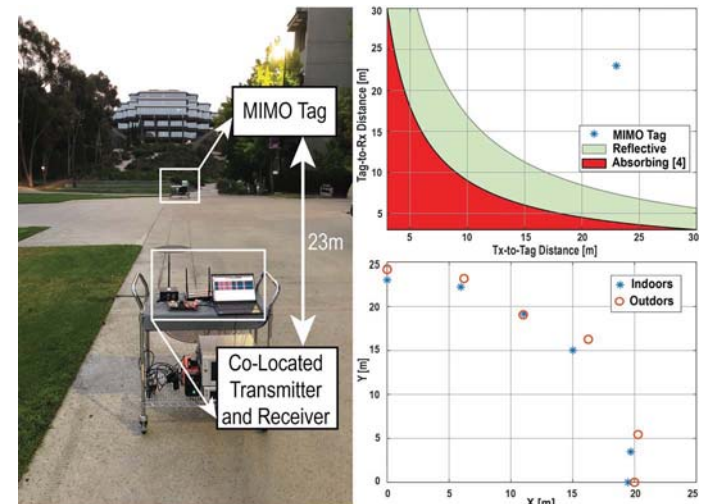 MIMO Tag
23m
Co-Located
Transmitter
and Receiver
Tag-to-Rx Distance [m]
30
25
20
15
10
5
MIMO Tag
Reflective
Absorbing [4]
5 10 15 20 25 30
Tx-to-Tag Distance [m]
Y [m]
25
20
15
10
5
0
Indoors
Outdors
0 5 10 15 20 25
X [m]